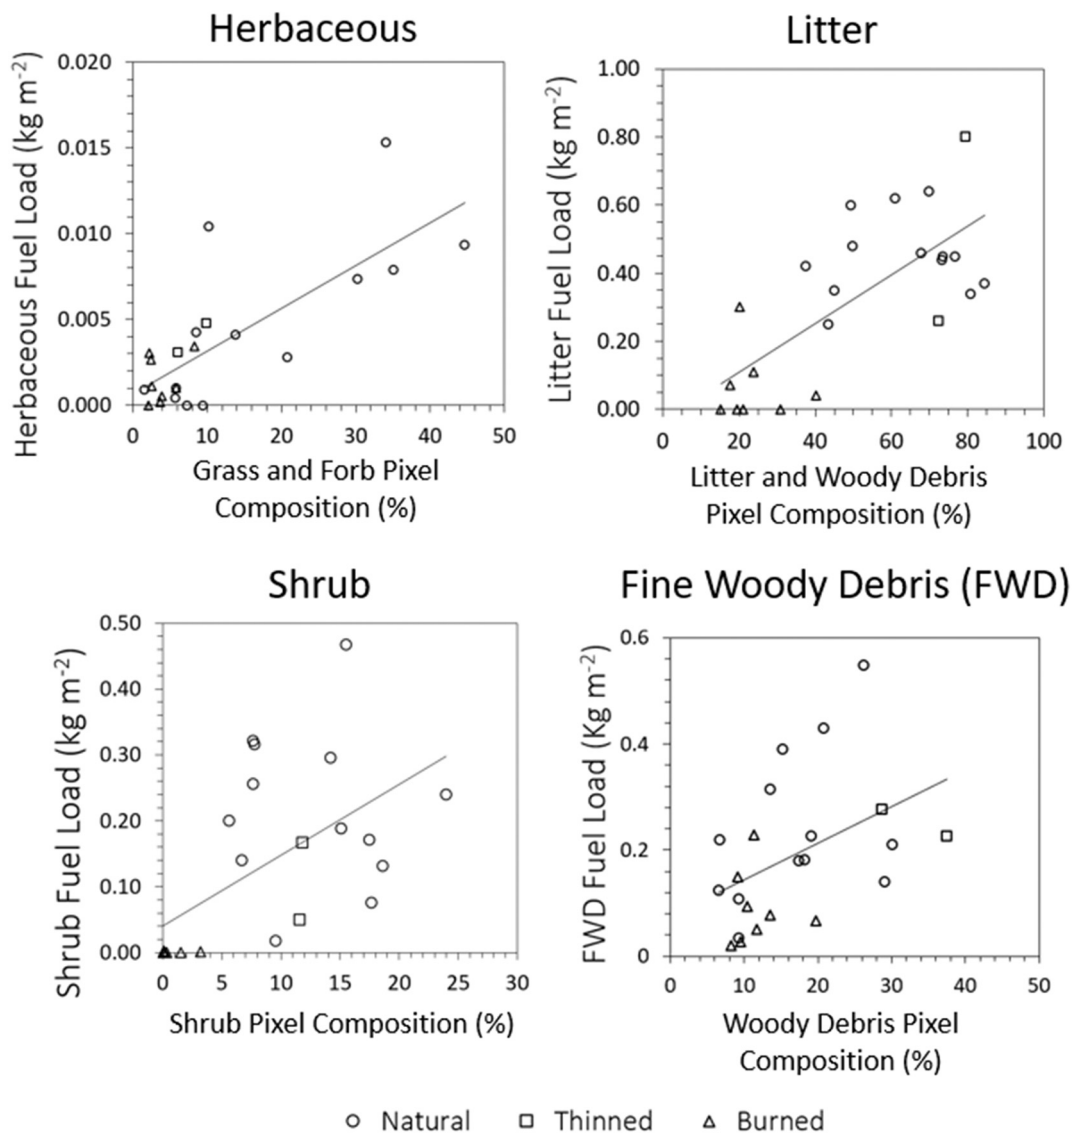 Herbaceous
Herbaceous Fuel Load (kg m-2)
0.020
0.015
0.010
0.005
0.000
0 10 20 30 40 50
Grass and Forb Pixel
Composition (%)
Litter
Litter Fuel Load (kg m-2)
1.00
0.80
0.60
0.40
0.20
0.00
0 20 40 60 80 100
Litter and Woody Debris
Pixel Composition (%)
Shrub
Shrub Fuel Load (kg m-2)
0.50
0.40
0.30
0.20
0.10
0.00
0 5 10 15 20 25 30
Shrub Pixel Composition (%)
Fine Woody Debris (FWD)
FWD Fuel Load (Kg m-2)
0.6
0.4
0.2
0
0 10 20 30 40 50
Woody Debris Pixel
Composition (%)
Natural Thinned Burned